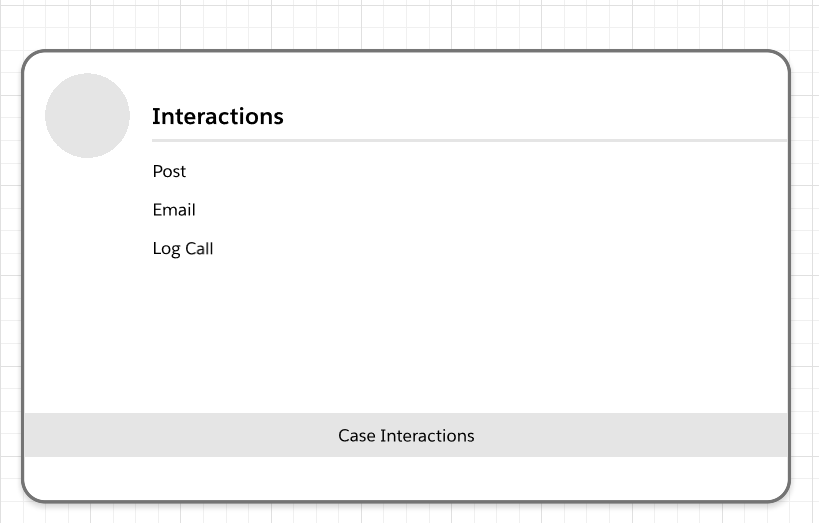 Interactions
Post
Email
Log Call
Case Interactions